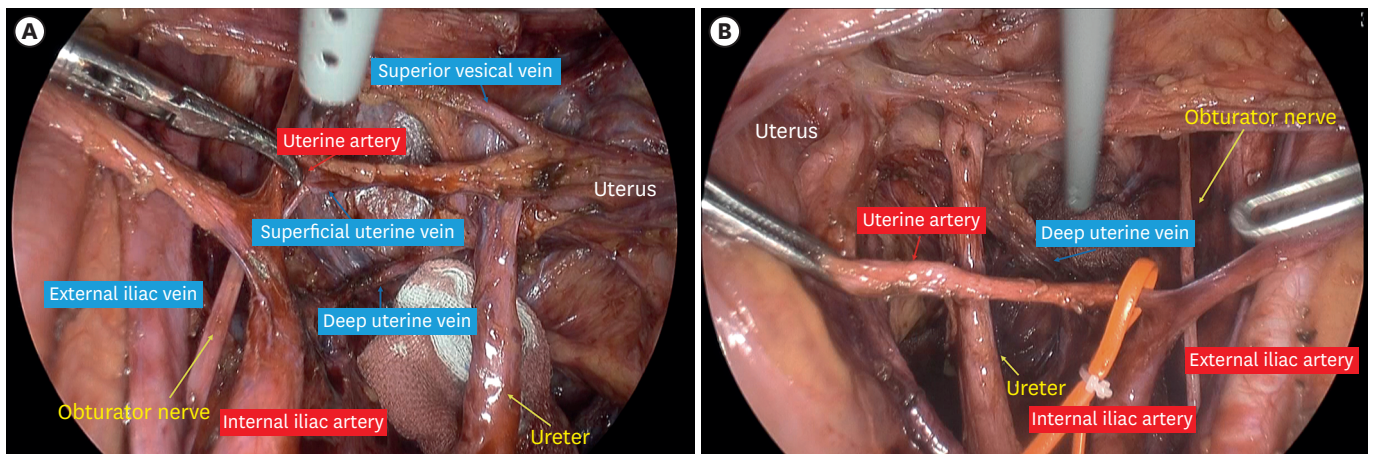 A
Superior vesical vein
Uterine artery
Uterus
Superficial uterine vein
External iliac vein
Deep uterine vein
Obturator nerve
Internal iliac artery
Ureter
B
Uterus
Obturator nerve
Uterine artery
Deep uterine vein
External iliac artery
Ureter
Internal iliac artery